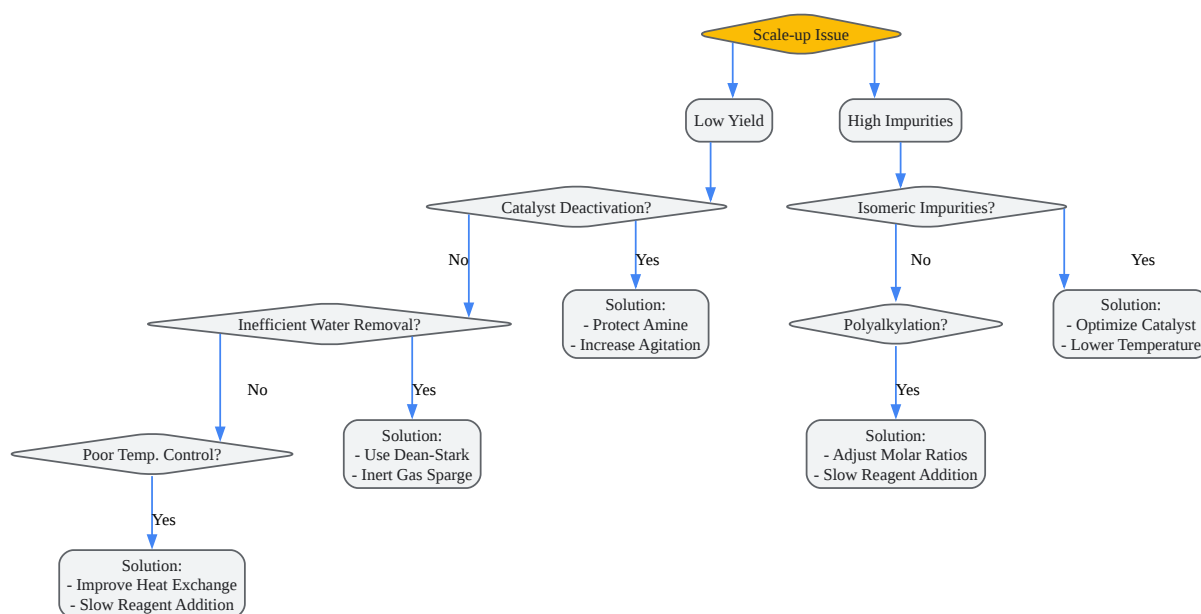 Scale-up Issue
Low Yield
High Impurities
Catalyst Deactivation?
Isomeric Impurities?
No
Yes
No
Yes
Inefficient Water Removal?
Solution:
- Protect Amine
- Increase Agitation
Polyalkylation?
Solution:
- Optimize Catalyst
- Lower Temperature
No
Yes
Yes
Poor Temp. Control?
Solution:
- Use Dean-Stark
- Inert Gas Sparge
Solution:
- Adjust Molar Ratios
- Slow Reagent Addition
Yes
Solution:
- Improve Heat Exchange
- Slow Reagent Addition